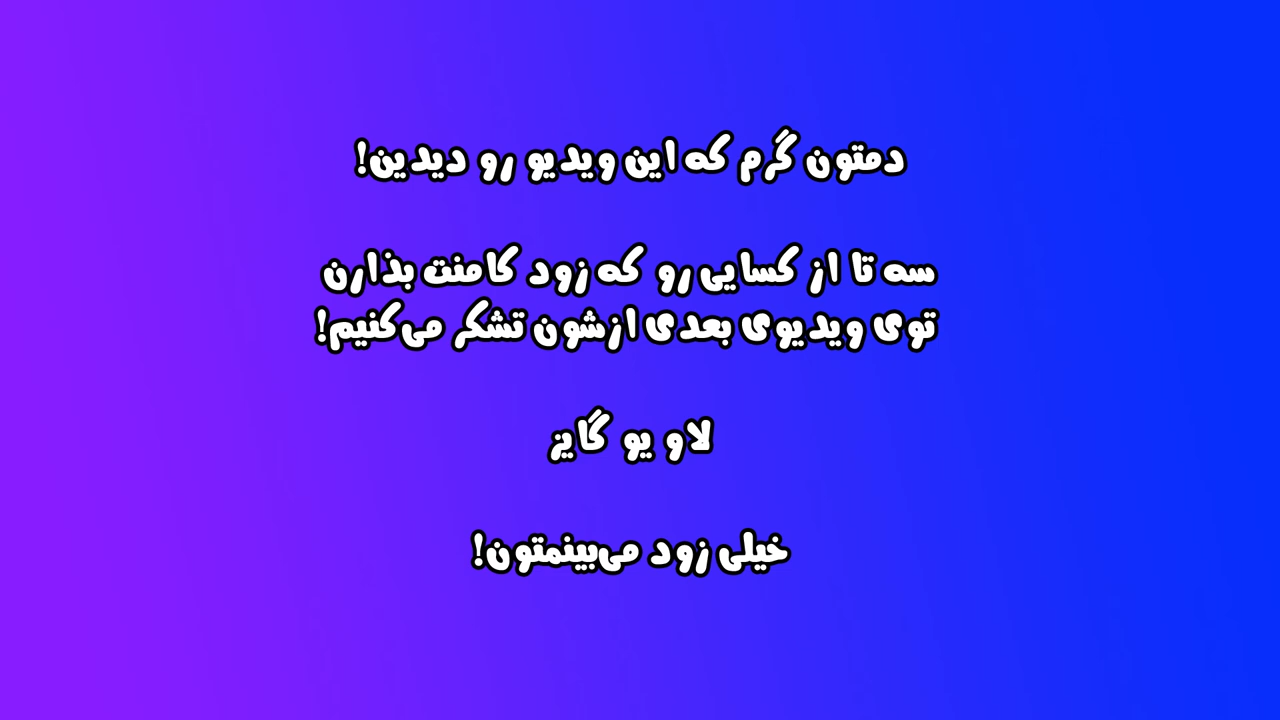 دمتون گرم که این ویدیو رو دیدین!
سه تا از کسایی رو که زود کامنت بذارن
توی ویدیوی بعدی ازشون تشکر می‌کنیم!
لاو یو گایز
خیلی زود می‌بینمتون!